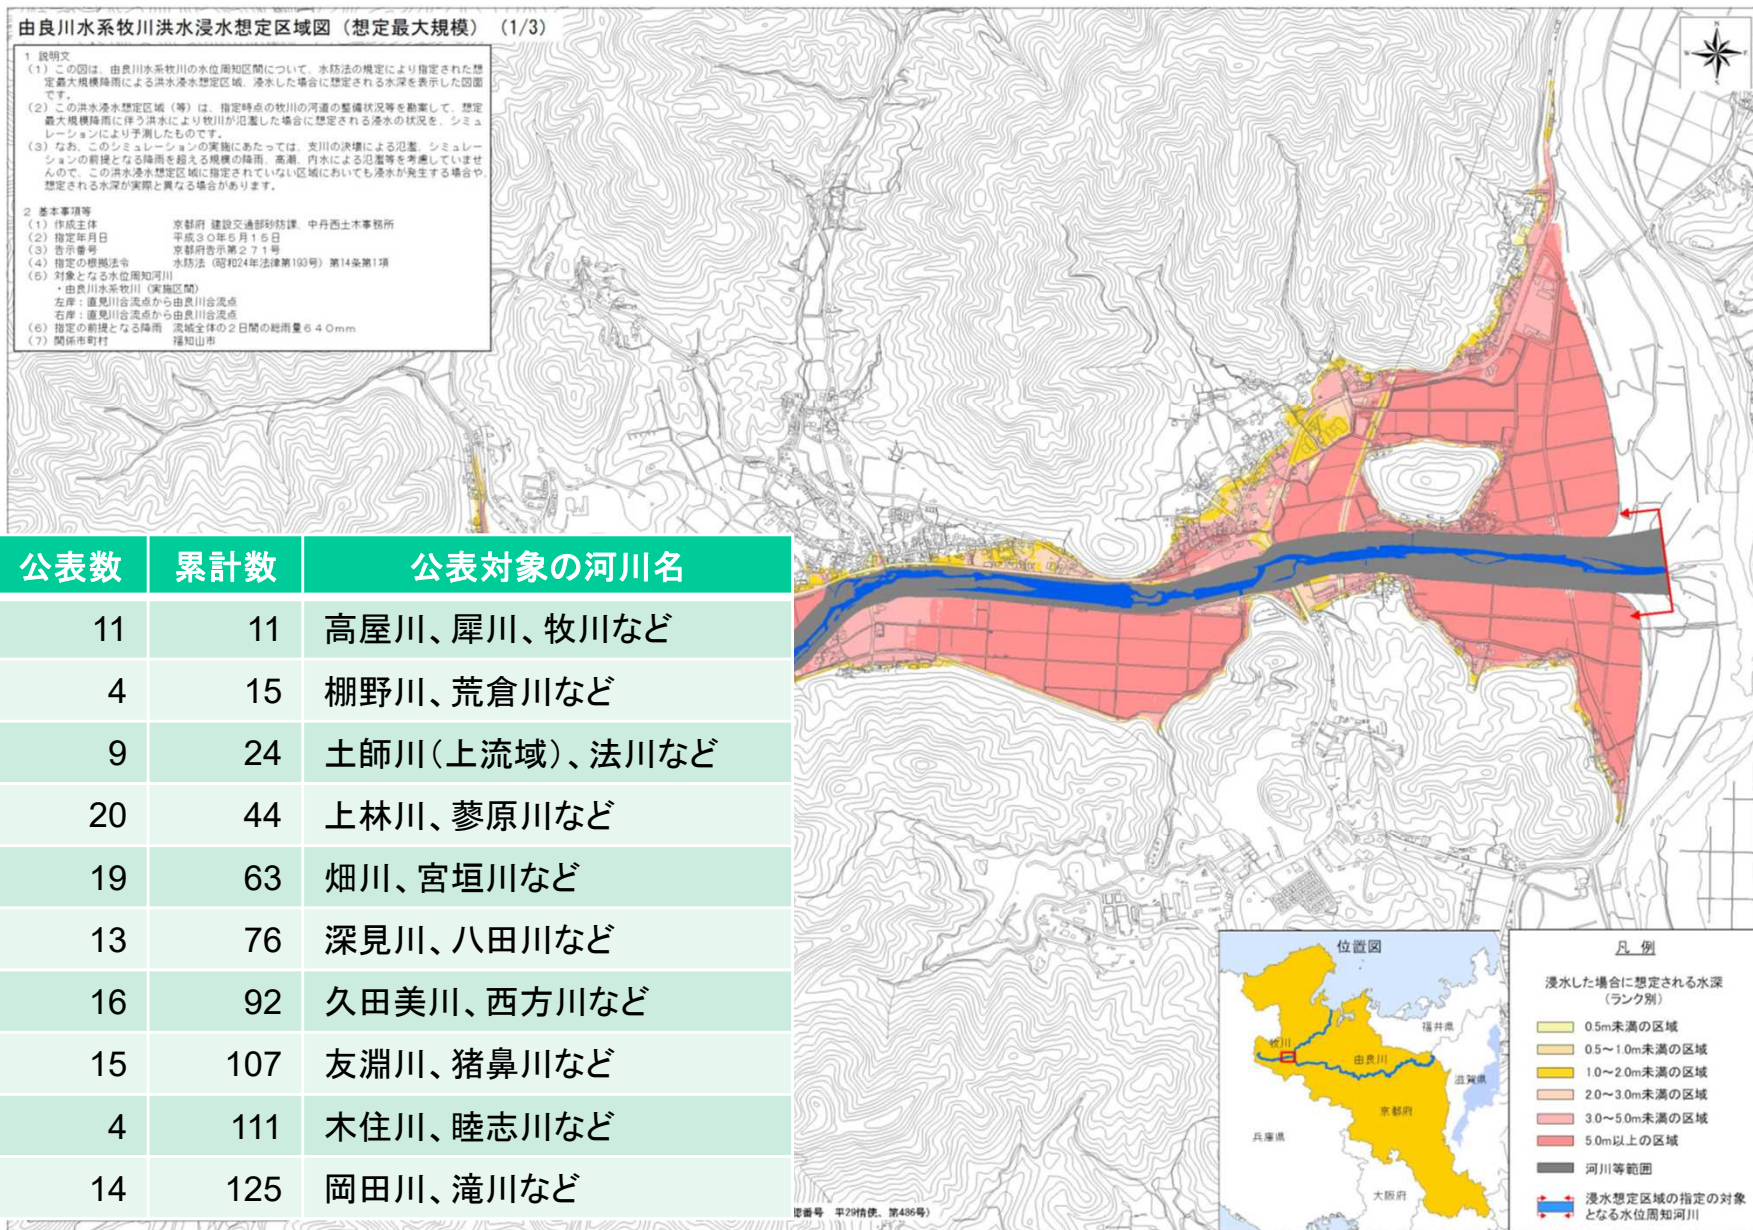 由良川水系牧川洪水浸水想定区域図（想定最大規模）　（1/3）
1 説明文
（1）この図は、由良川水系牧川の水位周知区間について、水防法の規定により指定された想
定最大規模降雨による洪水浸水想定区域、浸水した場合に想定される水深を表示した図面
です。
（2）この洪水浸水想定区域（等）は、指定時点の牧川の河道の整備状況等を勘案して、想定
最大規模降雨に伴う洪水により牧川が氾濫した場合に想定される浸水の状況を、シミュ
レーションにより予測したものです。
（3）なお、このシミュレーションの実施にあたっては、支川の決壊による氾濫、シミュレー
ションの前提となる降雨を超える規模の降雨、高潮、内水による氾濫等を考慮していませ
んので、この洪水浸水想定区域に指定されていない区域においても浸水が発生する場合や、
想定される水深が実際と異なる場合があります。
2 基本事項等
（1）作成主体　京都府 建設交通部砂防課、中丹西土木事務所
（2）指定年月日　平成３０年５月１５日
（3）告示番号　京都府告示第２７１号
（4）指定の根拠法令　水防法（昭和24年法律第193号）第14条第1項
（5）対象となる水位周知河川
・由良川水系牧川（実施区間）
左岸：直見川合流点から由良川合流点
右岸：直見川合流点から由良川合流点
（6）指定の前提となる降雨　流域全体の２日間の総雨量６４０mm
（7）関係市町村　福知山市
N
公表数　累計数　公表対象の河川名
11　11　高屋川、犀川、牧川など
4　15　棚野川、荒倉川など
9　24　土師川（上流域）、法川など
20　44　上林川、蓼原川など
19　63　畑川、宮垣川など
13　76　深見川、八田川など
16　92　久田美川、西方川など
15　107　友淵川、猪鼻川など
4　111　木住川、睦志川など
14　125　岡田川、滝川など
番号 平29情使、第486号）
位置図
福井県
牧川
由良川
滋賀県
京都府
兵庫県
大阪府
凡 例
浸水した場合に想定される水深
（ランク別）
0.5m未満の区域
0.5～1.0m未満の区域
1.0～2.0m未満の区域
2.0～3.0m未満の区域
3.0～5.0m未満の区域
5.0m以上の区域
河川等範囲
浸水想定区域の指定の対象
となる水位周知河川